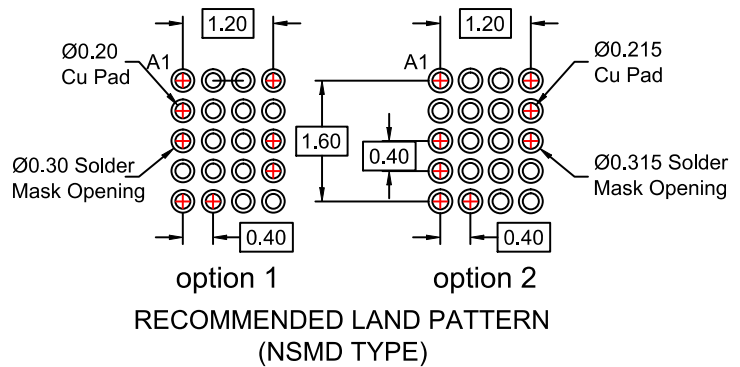 1.20
1.20
Ø0.20
Cu Pad
A1
A1
Ø0.215
Cu Pad
1.60
0.40
Ø0.30 Solder
Mask Opening
Ø0.315 Solder
Mask Opening
0.40
0.40
option 1
option 2
RECOMMENDED LAND PATTERN
(NSMD TYPE)